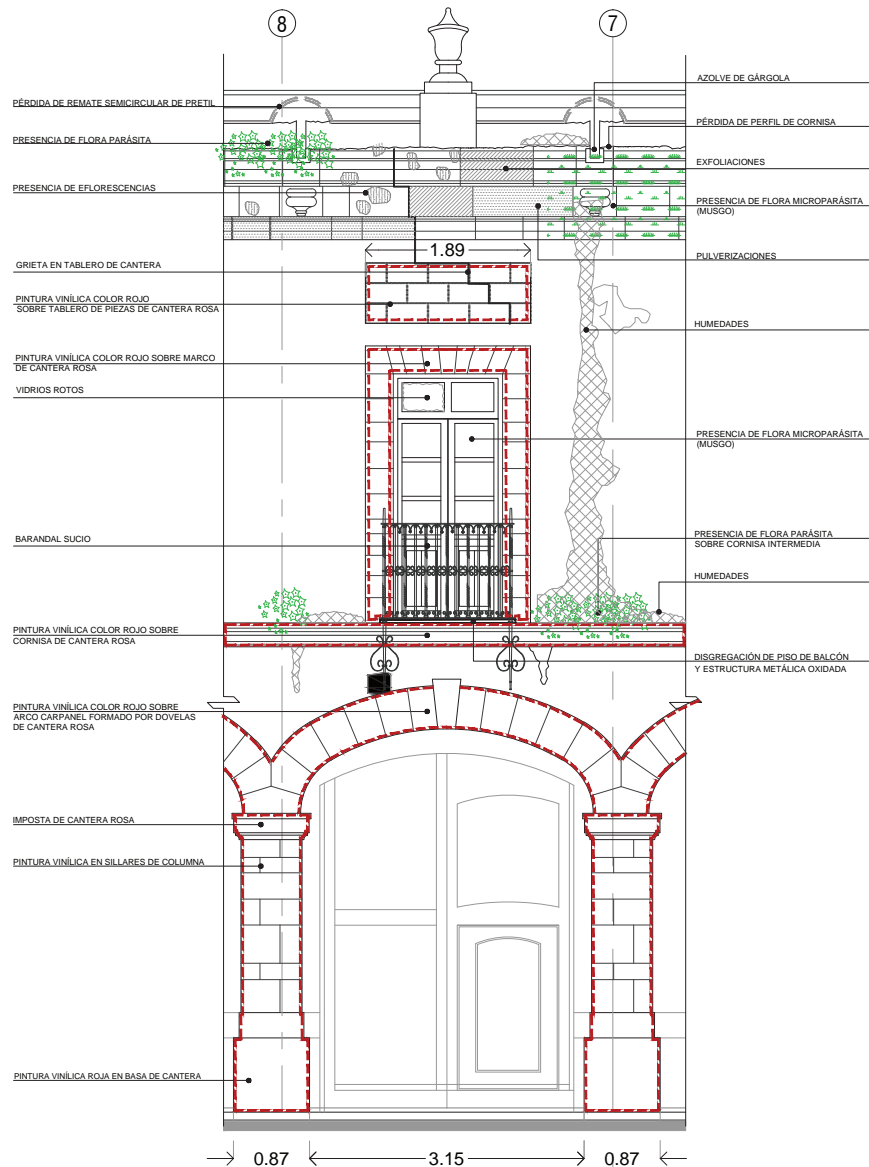 8
7
PÉRDIDA DE REMATE SEMICIRCULAR DE PRETIL
PRESENCIA DE FLORA PARÁSITA
PRESENCIA DE EFLORESCENCIAS
1.89
GRIETA EN TABLERO DE CANTERA
PINTURA VINÍLICA COLOR ROJO
SOBRE TABLERO DE PIEZAS DE CANTERA ROSA
PINTURA VINÍLICA COLOR ROJO SOBRE MARCO
DE CANTERA ROSA
VIDRIOS ROTOS
BARANDAL SUCIO
PINTURA VINÍLICA COLOR ROJO SOBRE
CORNISA DE CANTERA ROSA
PINTURA VINÍLICA COLOR ROJO SOBRE
ARCO CARPANEL FORMADO POR DOVELAS
DE CANTERA ROSA
IMPOSTA DE CANTERA ROSA
PINTURA VINÍLICA EN SILLARES DE COLUMNA
PINTURA VINÍLICA ROJA EN BASA DE CANTERA
AZOLVE DE GÁRGOLA
PÉRDIDA DE PERFIL DE CORNISA
EXFOLIACIONES
PRESENCIA DE FLORA MICROPARÁSITA
(MUSGO)
PULVERIZACIONES
HUMEDADES
PRESENCIA DE FLORA MICROPARÁSITA
(MUSGO)
PRESENCIA DE FLORA PARÁSITA
SOBRE CORNISA INTERMEDIA
HUMEDADES
DISGREGACIÓN DE PISO DE BALCÓN
Y ESTRUCTURA METÁLICA OXIDADA
0.87
3.15
0.87